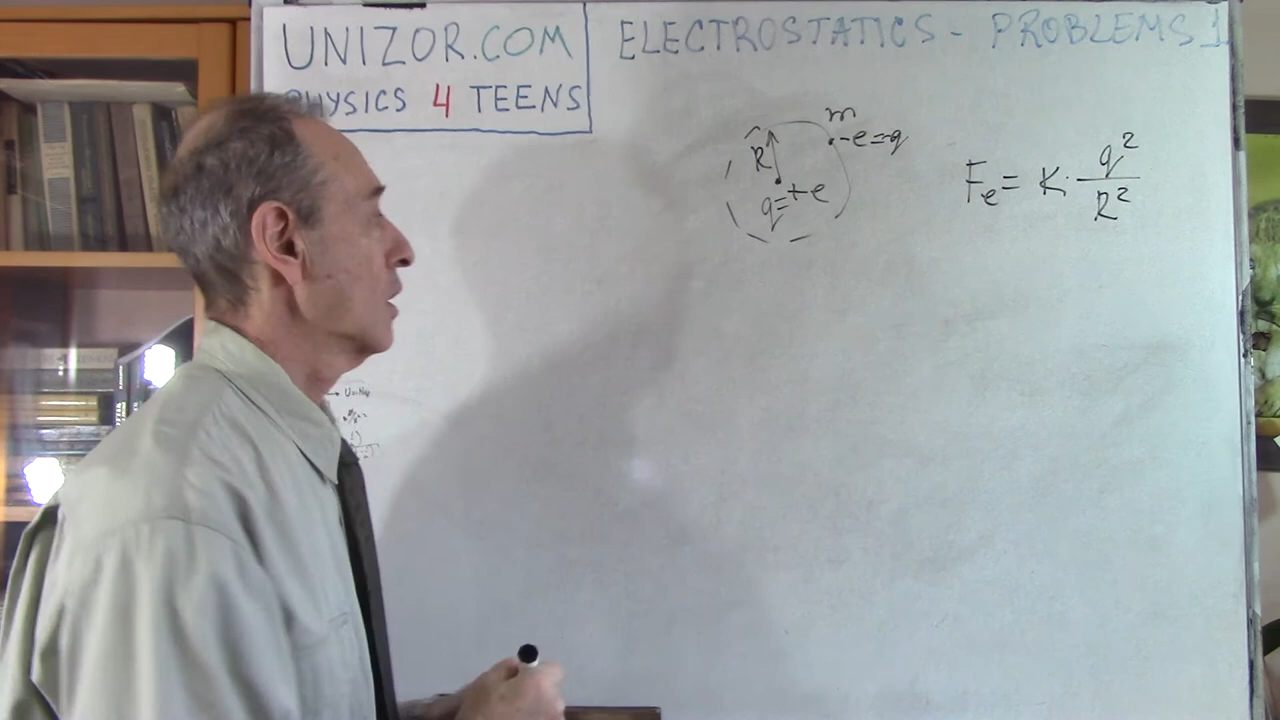 UNIZOR.COM
PHYSICS 4 TEENS
ELECTROSTATICS - PROBLEMS 1
m
-e=-q
R
q=+e
Fe = K · q² / R²